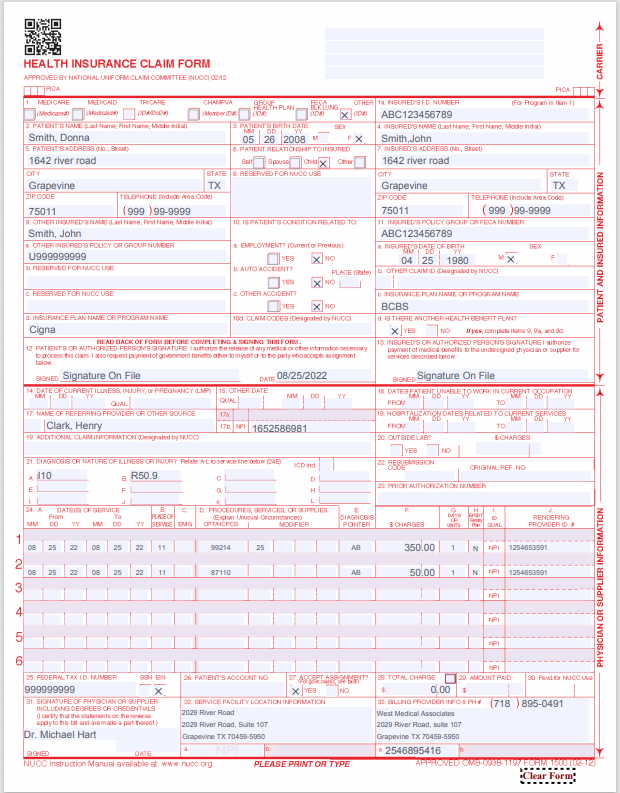 HEALTH INSURANCE CLAIM FORM
APPROVED BY NATIONAL UNIFORM CLAIM COMMITTEE (NUCC) 02/12
PICA
PICA
CARRIER
1. MEDICARE MEDICAID TRICARE CHAMPVA GROUP HEALTH PLAN FECA BLK LUNG OTHER
(Medicare#) (Medicaid#) (ID#/DoD#) (Member ID#) (ID#) (ID#) (ID#)
1a. INSURED'S I.D. NUMBER (For Program in Item 1)
ABC123456789
2. PATIENT'S NAME (Last Name, First Name, Middle Initial)
Smith, Donna
3. PATIENT'S BIRTH DATE SEX
MM DD YY
05 26 2008 M F X
4. INSURED'S NAME (Last Name, First Name, Middle Initial)
Smith,John
5. PATIENT'S ADDRESS (No., Street)
1642 river road
6. PATIENT RELATIONSHIP TO INSURED
Self Spouse Child X Other
7. INSURED'S ADDRESS (No., Street)
1642 river road
CITY STATE
Grapevine TX
8. RESERVED FOR NUCC USE
CITY STATE
Grapevine TX
ZIP CODE TELEPHONE (Include Area Code)
75011 (999 )99-9999
ZIP CODE TELEPHONE (Include Area Code)
75011 (999 )99-9999
9. OTHER INSURED'S NAME (Last Name, First Name, Middle Initial)
Smith, John
10. IS PATIENT'S CONDITION RELATED TO:
11. INSURED'S POLICY GROUP OR FECA NUMBER
ABC123456789
a. OTHER INSURED'S POLICY OR GROUP NUMBER
U999999999
a. EMPLOYMENT? (Current or Previous)
YES X NO
a. INSURED'S DATE OF BIRTH SEX
MM DD YY
04 25 1980 M X F
b. RESERVED FOR NUCC USE
b. AUTO ACCIDENT? PLACE (State)
YES X NO
b. OTHER CLAIM ID (Designated by NUCC)
c. RESERVED FOR NUCC USE
c. OTHER ACCIDENT?
YES X NO
c. INSURANCE PLAN NAME OR PROGRAM NAME
BCBS
d. INSURANCE PLAN NAME OR PROGRAM NAME
Cigna
10d. CLAIM CODES (Designated by NUCC)
d. IS THERE ANOTHER HEALTH BENEFIT PLAN?
X YES NO If yes, complete items 9, 9a, and 9d.
READ BACK OF FORM BEFORE COMPLETING & SIGNING THIS FORM.
12. PATIENT'S OR AUTHORIZED PERSON'S SIGNATURE I authorize the release of any medical or other information necessary
to process this claim. I also request payment of government benefits either to myself or to the party who accepts assignment
below.
SIGNED Signature On File DATE 08/25/2022
13. INSURED'S OR AUTHORIZED PERSON'S SIGNATURE I authorize
payment of medical benefits to the undersigned physician or supplier for
services described below.
SIGNED Signature On File
PATIENT AND INSURED INFORMATION
14. DATE OF CURRENT ILLNESS, INJURY, or PREGNANCY (LMP)
MM DD YY
QUAL.
15. OTHER DATE
QUAL. MM DD YY
16. DATES PATIENT UNABLE TO WORK IN CURRENT OCCUPATION
MM DD YY MM DD YY
FROM TO
17. NAME OF REFERRING PROVIDER OR OTHER SOURCE
Clark, Henry
17a.
17b. NPI 1652586981
18. HOSPITALIZATION DATES RELATED TO CURRENT SERVICES
MM DD YY MM DD YY
FROM TO
19. ADDITIONAL CLAIM INFORMATION (Designated by NUCC)
20. OUTSIDE LAB? $ CHARGES
YES NO
21. DIAGNOSIS OR NATURE OF ILLNESS OR INJURY Relate A-L to service line below (24E) ICD Ind.
A. I10 B. R50.9 C. D.
E. F. G. H.
I. J. K. L.
22. RESUBMISSION
CODE ORIGINAL REF. NO.
23. PRIOR AUTHORIZATION NUMBER
24. A. DATE(S) OF SERVICE B. C. D. PROCEDURES, SERVICES, OR SUPPLIES E. F. G. H. I. J.
From To PLACE OF (Explain Unusual Circumstances) DIAGNOSIS DAYS OR UNITS EPSDT Family Plan ID. RENDERING
MM DD YY MM DD YY SERVICE EMG CPT/HCPCS MODIFIER POINTER $ CHARGES QUAL. PROVIDER ID. #
1
08 25 22 08 25 22 11 99214 25 AB 350.00 1 N NPI 1254653591
2
08 25 22 08 25 22 11 87110 AB 50.00 1 N NPI 1254653591
3
NPI
4
NPI
5
NPI
6
NPI
PHYSICIAN OR SUPPLIER INFORMATION
25. FEDERAL TAX I.D. NUMBER SSN EIN
999999999 X
26. PATIENT'S ACCOUNT NO.
27. ACCEPT ASSIGNMENT?
(For govt. claims, see back)
X YES NO
28. TOTAL CHARGE
$ 0.00
29. AMOUNT PAID
$
30. Rsvd for NUCC Use
31. SIGNATURE OF PHYSICIAN OR SUPPLIER
INCLUDING DEGREES OR CREDENTIALS
(I certify that the statements on the reverse
apply to this bill and are made a part thereof.)
Dr. Michael Hart
SIGNED DATE
32. SERVICE FACILITY LOCATION INFORMATION
2029 River Road
2029 River Road, Suite 107
Grapevine TX 70459-5950
a. NPI b.
33. BILLING PROVIDER INFO & PH # (718 ) 895-0491
West Medical Associates
2029 River Road, suite 107
Grapevine TX 70459-5950
a. 2546895416 b.
NUCC Instruction Manual available at: www.nucc.org
PLEASE PRINT OR TYPE
APPROVED OMB-0938-1197 FORM 1500 (02-12)
Clear Form